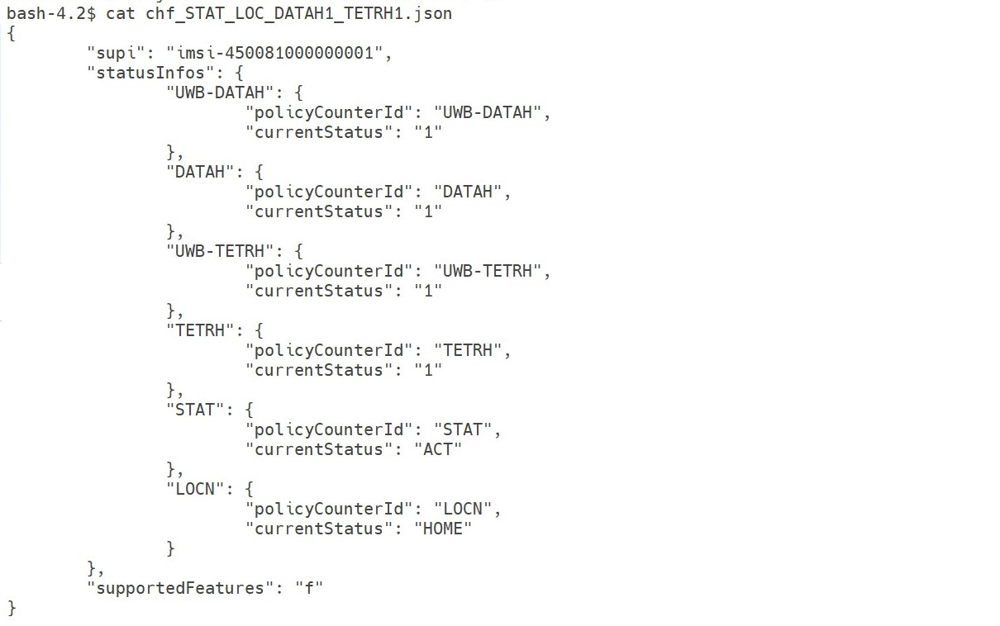 bash-4.2$ cat chf_STAT_LOC_DATAH1_TETRH1.json
{
        "supi": "imsi-450081000000001",
        "statusInfos": {
                "UWB-DATAH": {
                        "policyCounterId": "UWB-DATAH",
                        "currentStatus": "1"
                },
                "DATAH": {
                        "policyCounterId": "DATAH",
                        "currentStatus": "1"
                },
                "UWB-TETRH": {
                        "policyCounterId": "UWB-TETRH",
                        "currentStatus": "1"
                },
                "TETRH": {
                        "policyCounterId": "TETRH",
                        "currentStatus": "1"
                },
                "STAT": {
                        "policyCounterId": "STAT",
                        "currentStatus": "ACT"
                },
                "LOCN": {
                        "policyCounterId": "LOCN",
                        "currentStatus": "HOME"
                }
        },
        "supportedFeatures": "f"
}